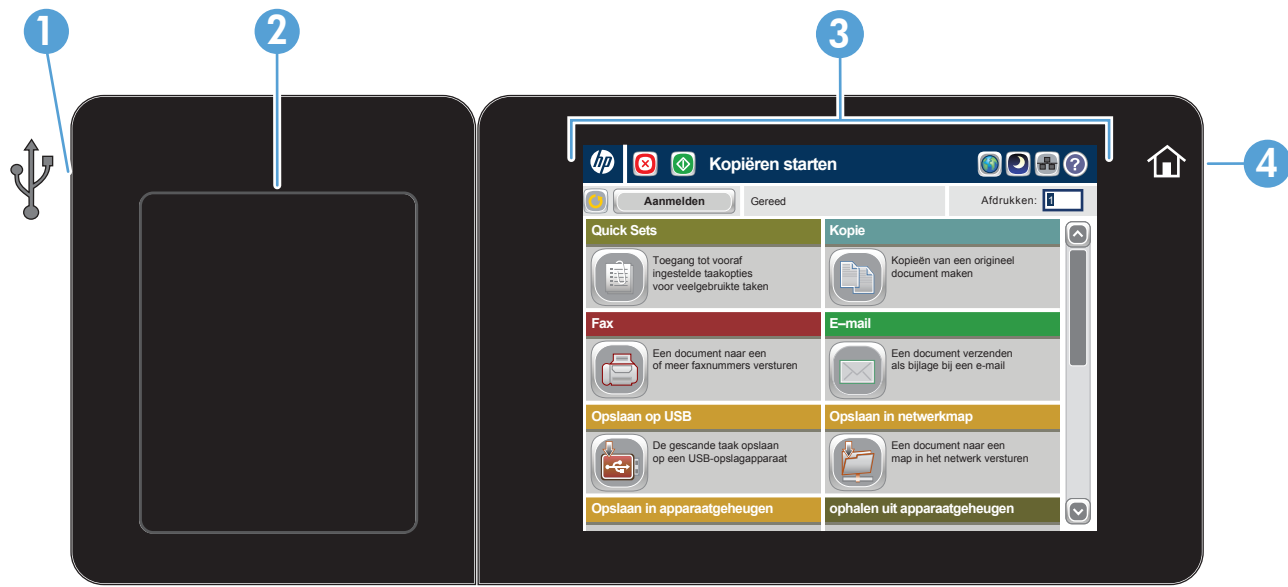 1
2
3
4
hp
Kopiëren starten
?
Aanmelden
Gereed
Afdrukken: 1
Quick Sets
Toegang tot vooraf
ingestelde taakopties
voor veelgebruikte taken
Kopie
Kopieën van een origineel
document maken
Fax
Een document naar een
of meer faxnummers versturen
E–mail
Een document verzenden
als bijlage bij een e-mail
Opslaan op USB
De gescande taak opslaan
op een USB-opslagapparaat
Opslaan in netwerkmap
Een document naar een
map in het netwerk versturen
Opslaan in apparaatgeheugen
ophalen uit apparaatgeheugen